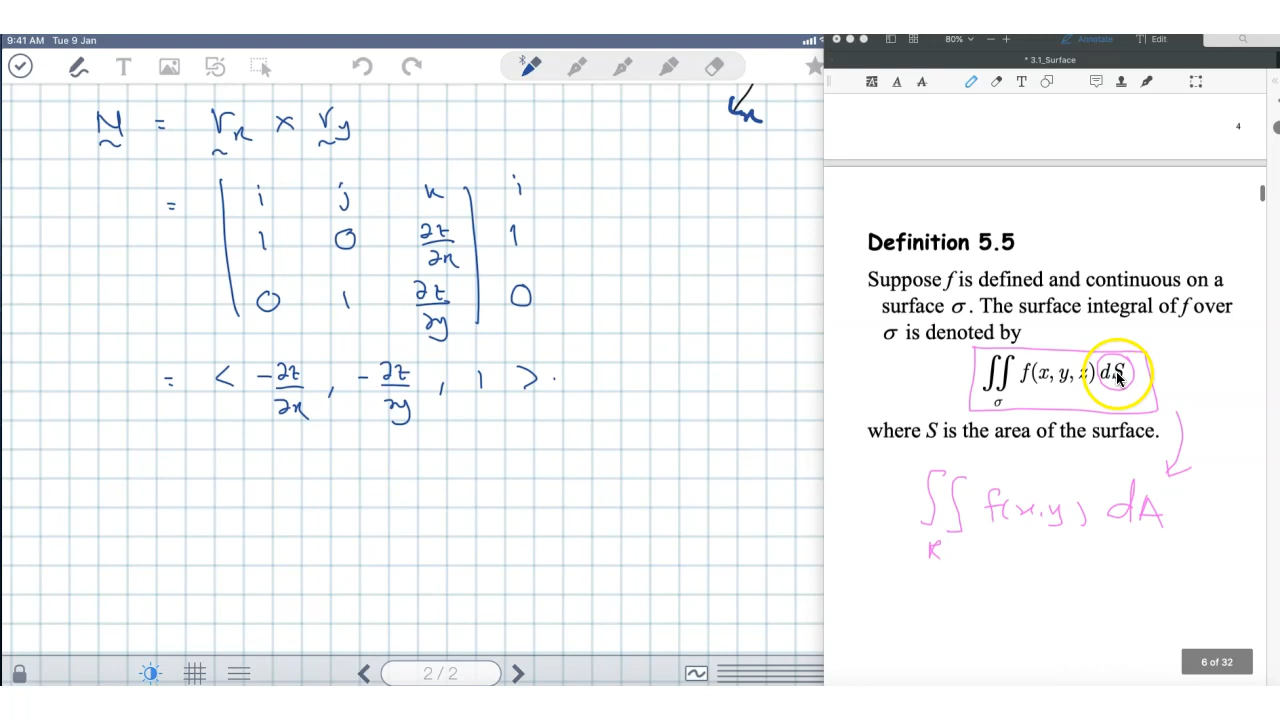 9:41 AM Tue 9 Jan
N = r_x × r_y
= | i j k | i
1 0 ∂z/∂x 1
0 1 ∂z/∂y 0
= < -∂z/∂x , -∂z/∂y , 1 > .
2 / 2
80%
Annotate
Edit
* 3.1_Surface
4
Definition 5.5
Suppose f is defined and continuous on a
surface σ. The surface integral of f over
σ is denoted by
∬_σ f(x, y, z) dS
where S is the area of the surface.
∬_R f(x,y) dA
6 of 32